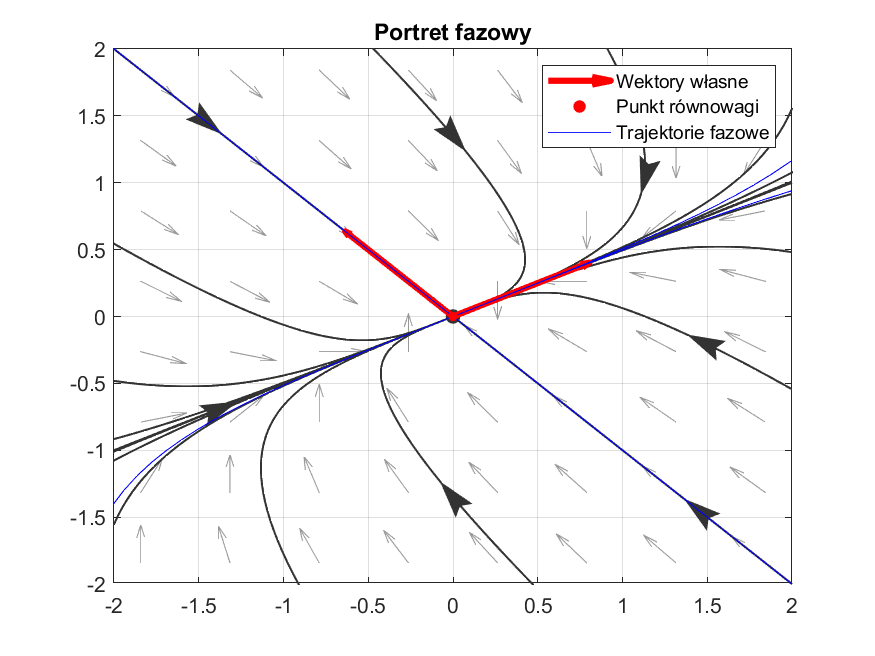 Portret fazowy
Wektory własne
Punkt równowagi
Trajektorie fazowe
2
1.5
1
0.5
0
-0.5
-1
-1.5
-2
-2 -1.5 -1 -0.5 0 0.5 1 1.5 2